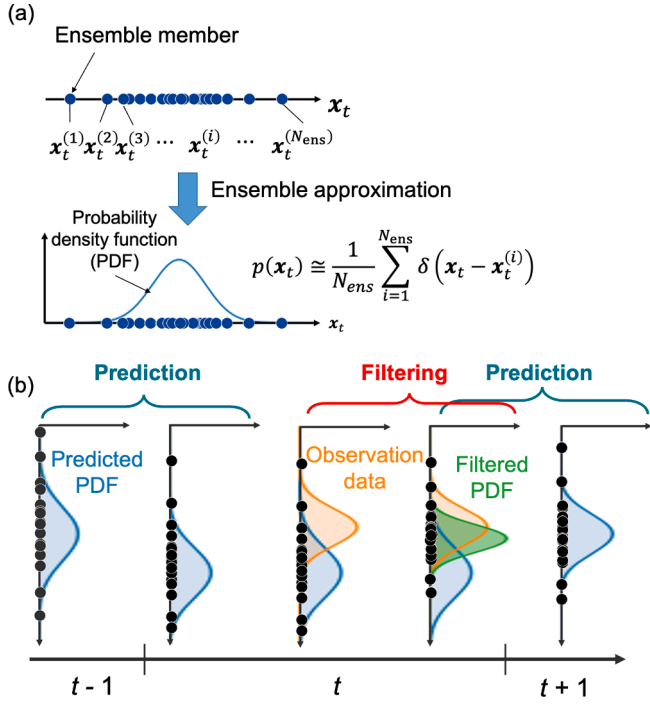 (a)
Ensemble member
𝒙_t
𝒙_t^(1) 𝒙_t^(2) 𝒙_t^(3) ⋯ 𝒙_t^(i) ⋯ 𝒙_t^(N_ens)
Ensemble approximation
Probability
density function
(PDF)
p(𝒙_t) ≅ 1/N_ens ∑_{i=1}^{N_ens} δ(𝒙_t − 𝒙_t^(i))
𝒙_t
(b)
Prediction Filtering Prediction
Predicted
PDF
Observation
data
Filtered
PDF
t - 1 t t + 1